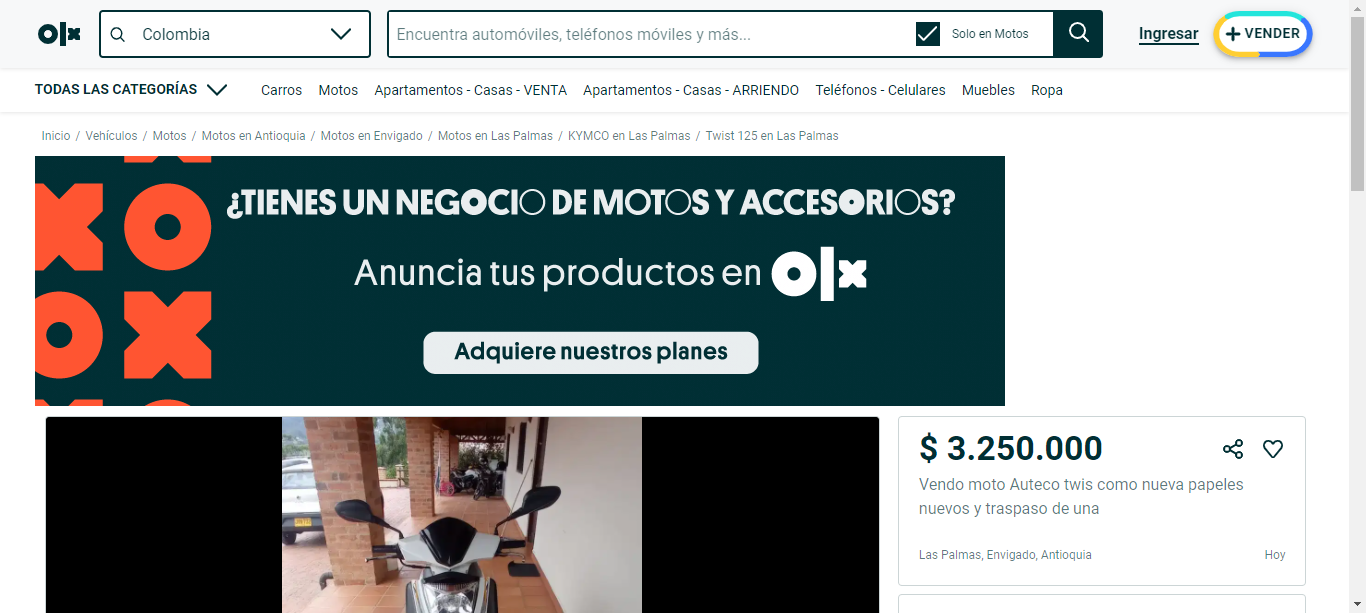 olx
Colombia
Encuentra automóviles, teléfonos móviles y más...
Solo en Motos
Ingresar
VENDER
TODAS LAS CATEGORÍAS
Carros
Motos
Apartamentos - Casas - VENTA
Apartamentos - Casas - ARRIENDO
Teléfonos - Celulares
Muebles
Ropa
Inicio / Vehículos / Motos / Motos en Antioquia / Motos en Envigado / Motos en Las Palmas / KYMCO en Las Palmas / Twist 125 en Las Palmas
¿TIENES UN NEGOCIO DE MOTOS Y ACCESORIOS?
Anuncia tus productos en olx
Adquiere nuestros planes
$ 3.250.000
Vendo moto Auteco twis como nueva papeles
nuevos y traspaso de una
Las Palmas, Envigado, Antioquia
Hoy